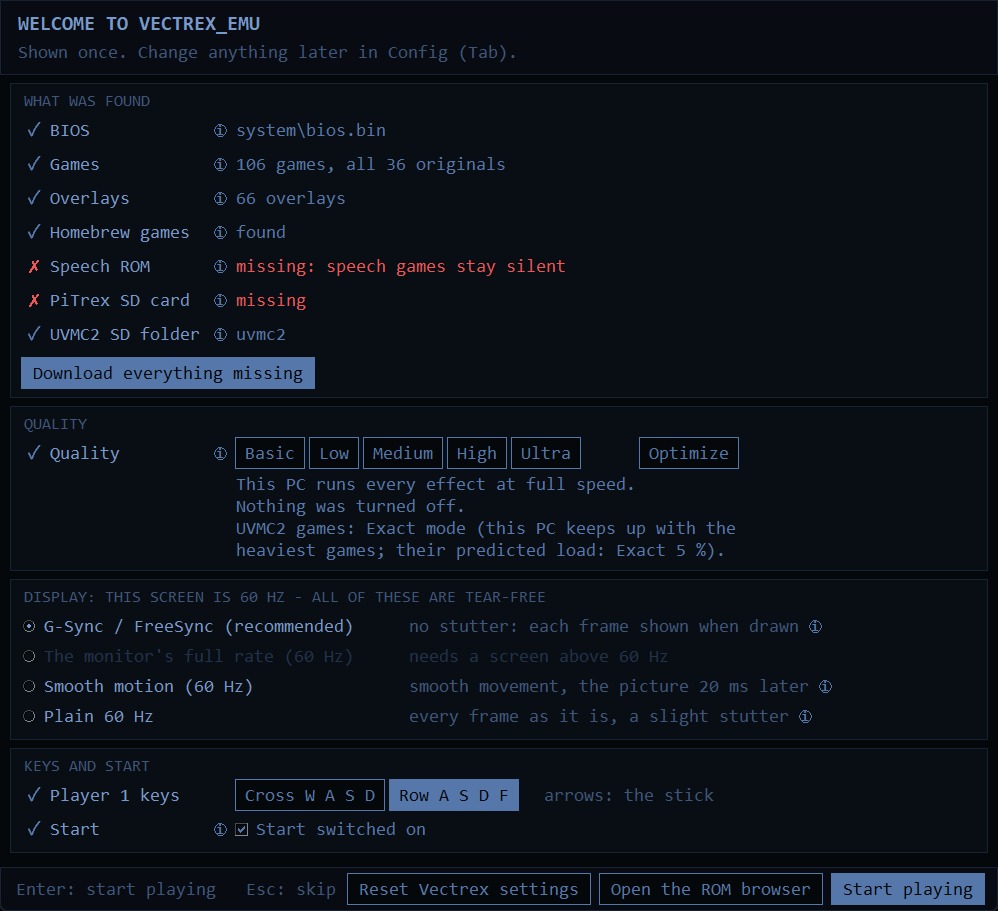 WELCOME TO VECTREX_EMU
Shown once. Change anything later in Config (Tab).
WHAT WAS FOUND
✓ BIOS ⓘ system\bios.bin
✓ Games ⓘ 106 games, all 36 originals
✓ Overlays ⓘ 66 overlays
✓ Homebrew games ⓘ found
✗ Speech ROM ⓘ missing: speech games stay silent
✗ PiTrex SD card ⓘ missing
✓ UVMC2 SD folder ⓘ uvmc2
Download everything missing
QUALITY
✓ Quality ⓘ Basic Low Medium High Ultra Optimize
This PC runs every effect at full speed.
Nothing was turned off.
UVMC2 games: Exact mode (this PC keeps up with the
heaviest games; their predicted load: Exact 5 %).
DISPLAY: THIS SCREEN IS 60 HZ - ALL OF THESE ARE TEAR-FREE
G-Sync / FreeSync (recommended) no stutter: each frame shown when drawn ⓘ
The monitor's full rate (60 Hz) needs a screen above 60 Hz
Smooth motion (60 Hz) smooth movement, the picture 20 ms later ⓘ
Plain 60 Hz every frame as it is, a slight stutter ⓘ
KEYS AND START
✓ Player 1 keys Cross W A S D Row A S D F arrows: the stick
✓ Start ⓘ Start switched on
Enter: start playing Esc: skip Reset Vectrex settings Open the ROM browser Start playing